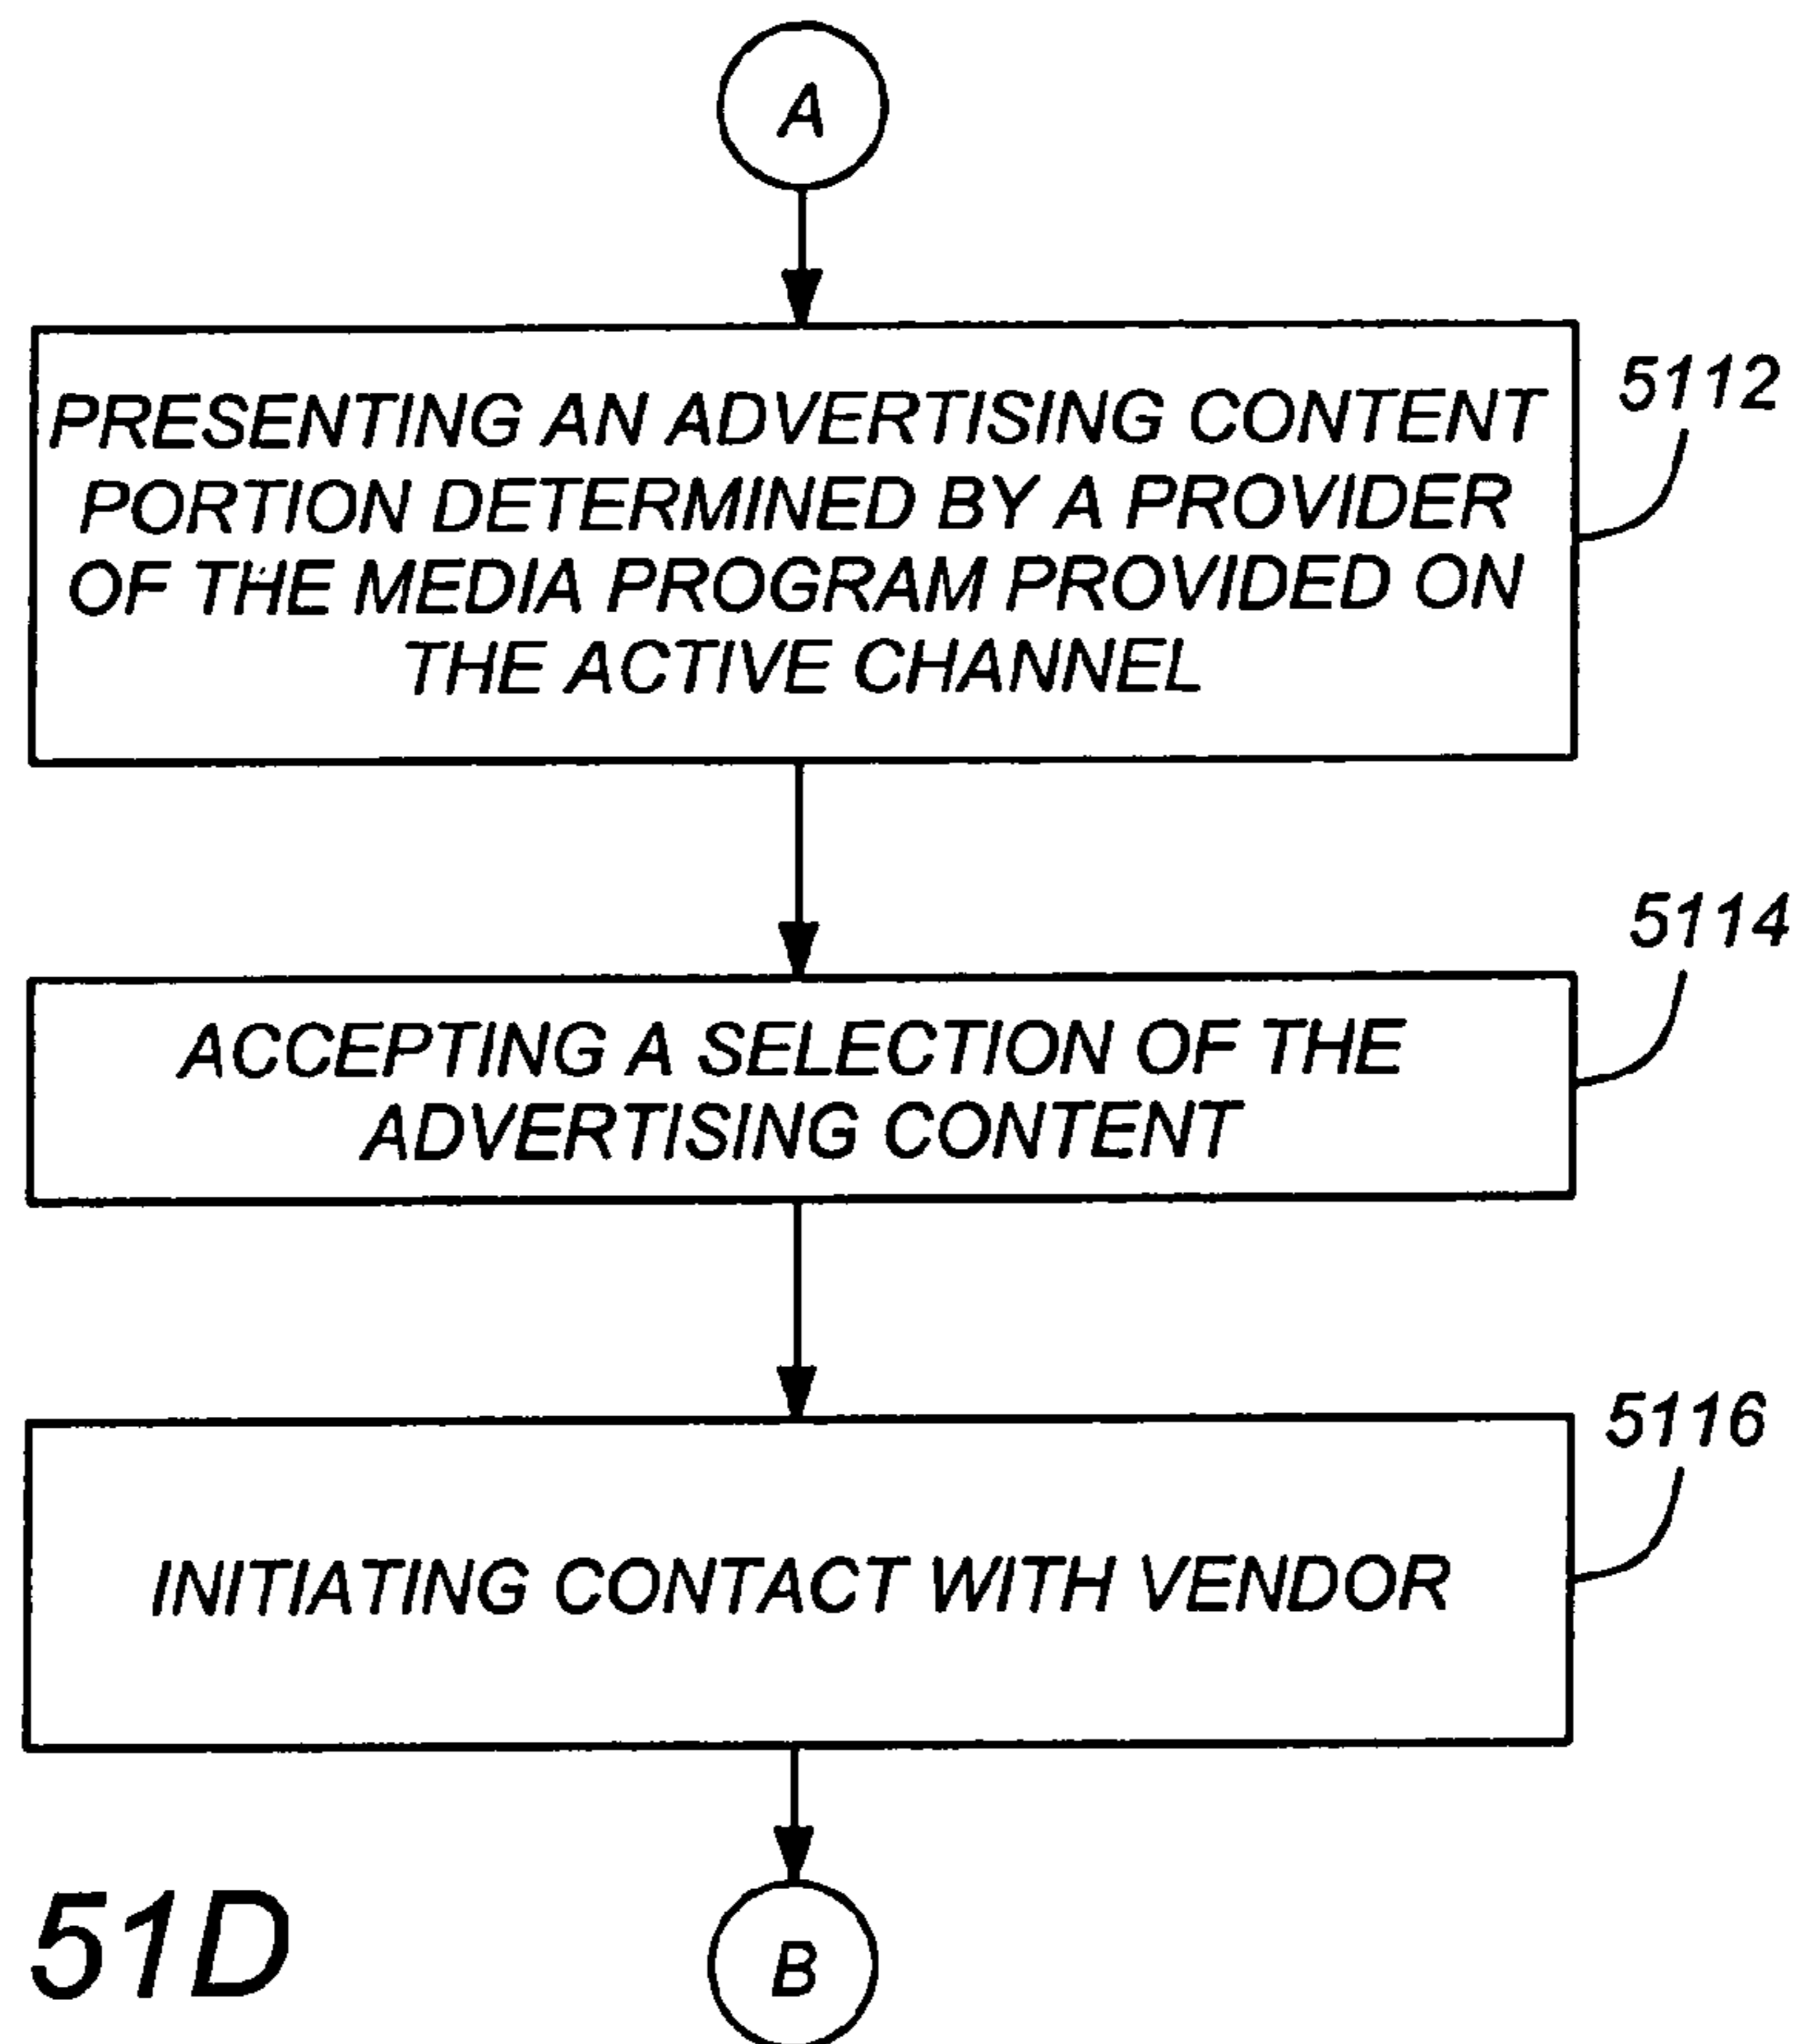 A
PRESENTING AN ADVERTISING CONTENT
PORTION DETERMINED BY A PROVIDER
OF THE MEDIA PROGRAM PROVIDED ON
THE ACTIVE CHANNEL
5112
ACCEPTING A SELECTION OF THE
ADVERTISING CONTENT
5114
INITIATING CONTACT WITH VENDOR
5116
B
51D